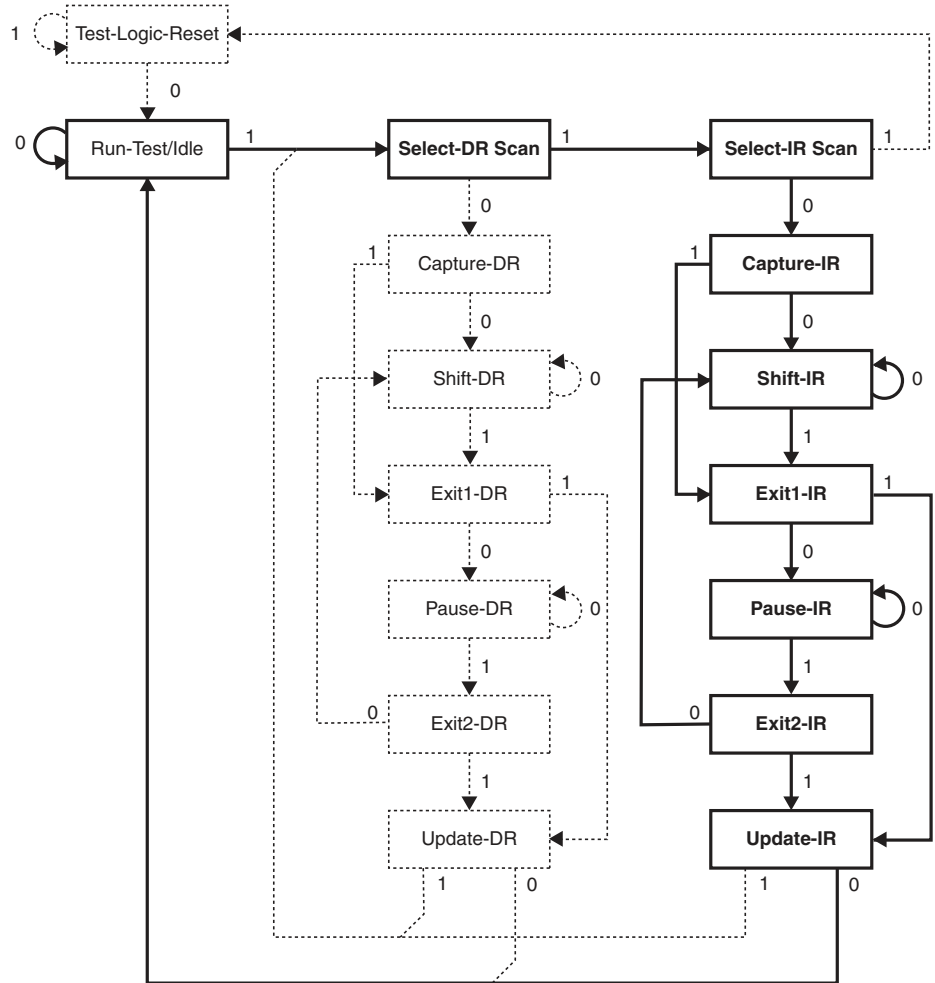 1
Test-Logic-Reset
0
0
Run-Test/Idle
1
Select-DR Scan
1
Select-IR Scan
1
0
0
1
Capture-DR
1
Capture-IR
0
0
Shift-DR
0
Shift-IR
0
1
1
Exit1-DR
1
Exit1-IR
1
0
0
Pause-DR
0
Pause-IR
0
1
1
0
Exit2-DR
0
Exit2-IR
1
1
Update-DR
Update-IR
1
0
1
0